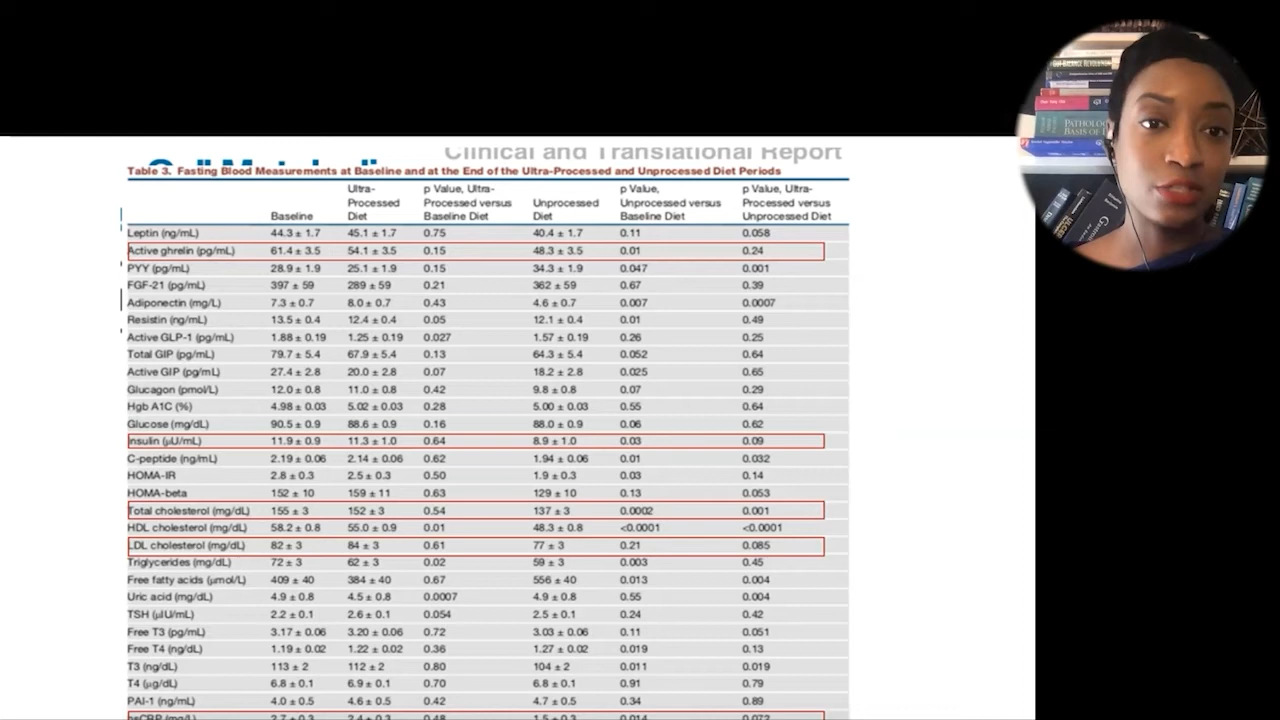 Clinical and Translational Report
Cell Metabolism
Table 3. Fasting Blood Measurements at Baseline and at the End of the Ultra-Processed and Unprocessed Diet Periods
Baseline Ultra-Processed Diet p Value, Ultra-Processed versus Baseline Diet Unprocessed Diet p Value, Unprocessed versus Baseline Diet p Value, Ultra-Processed versus Unprocessed Diet
Leptin (ng/mL) 44.3 ± 1.7 45.1 ± 1.7 0.75 40.4 ± 1.7 0.11 0.058
Active ghrelin (pg/mL) 61.4 ± 3.5 54.1 ± 3.5 0.15 48.3 ± 3.5 0.01 0.24
PYY (pg/mL) 28.9 ± 1.9 25.1 ± 1.9 0.15 34.3 ± 1.9 0.047 0.001
FGF-21 (pg/mL) 397 ± 59 289 ± 59 0.21 362 ± 59 0.67 0.39
Adiponectin (mg/L) 7.3 ± 0.7 8.0 ± 0.7 0.43 4.6 ± 0.7 0.007 0.0007
Resistin (ng/mL) 13.5 ± 0.4 12.4 ± 0.4 0.05 12.1 ± 0.4 0.01 0.49
Active GLP-1 (pg/mL) 1.88 ± 0.19 1.25 ± 0.19 0.027 1.57 ± 0.19 0.26 0.25
Total GIP (pg/mL) 79.7 ± 5.4 67.9 ± 5.4 0.13 64.3 ± 5.4 0.052 0.64
Active GIP (pg/mL) 27.4 ± 2.8 20.0 ± 2.8 0.07 18.2 ± 2.8 0.025 0.65
Glucagon (pmol/L) 12.0 ± 0.8 11.0 ± 0.8 0.42 9.8 ± 0.8 0.07 0.29
Hgb A1C (%) 4.98 ± 0.03 5.02 ± 0.03 0.28 5.00 ± 0.03 0.55 0.64
Glucose (mg/dL) 90.5 ± 0.9 88.6 ± 0.9 0.16 88.0 ± 0.9 0.06 0.62
Insulin (µU/mL) 11.9 ± 0.9 11.3 ± 1.0 0.64 8.9 ± 1.0 0.03 0.09
C-peptide (ng/mL) 2.19 ± 0.06 2.14 ± 0.06 0.62 1.94 ± 0.06 0.01 0.032
HOMA-IR 2.8 ± 0.3 2.5 ± 0.3 0.50 1.9 ± 0.3 0.03 0.14
HOMA-beta 152 ± 10 159 ± 11 0.63 129 ± 10 0.13 0.053
Total cholesterol (mg/dL) 155 ± 3 152 ± 3 0.54 137 ± 3 0.0002 0.001
HDL cholesterol (mg/dL) 58.2 ± 0.8 55.0 ± 0.9 0.01 48.3 ± 0.8 <0.0001 <0.0001
LDL cholesterol (mg/dL) 82 ± 3 84 ± 3 0.61 77 ± 3 0.21 0.085
Triglycerides (mg/dL) 72 ± 3 62 ± 3 0.02 59 ± 3 0.003 0.45
Free fatty acids (µmol/L) 409 ± 40 384 ± 40 0.67 556 ± 40 0.013 0.004
Uric acid (mg/dL) 4.9 ± 0.8 4.5 ± 0.8 0.0007 4.9 ± 0.8 0.55 0.004
TSH (µIU/mL) 2.2 ± 0.1 2.6 ± 0.1 0.054 2.5 ± 0.1 0.24 0.42
Free T3 (pg/mL) 3.17 ± 0.06 3.20 ± 0.06 0.72 3.03 ± 0.06 0.11 0.051
Free T4 (ng/dL) 1.19 ± 0.02 1.22 ± 0.02 0.36 1.27 ± 0.02 0.019 0.13
T3 (ng/dL) 113 ± 2 112 ± 2 0.80 104 ± 2 0.011 0.019
T4 (µg/dL) 6.8 ± 0.1 6.9 ± 0.1 0.70 6.8 ± 0.1 0.91 0.79
PAI-1 (ng/mL) 4.0 ± 0.5 4.6 ± 0.5 0.42 4.7 ± 0.5 0.34 0.89
hsCRP (mg/L) 2.7 ± 0.3 2.4 ± 0.3 0.48 1.5 ± 0.3 0.014 0.072
PATHOLOG
BASIS OF